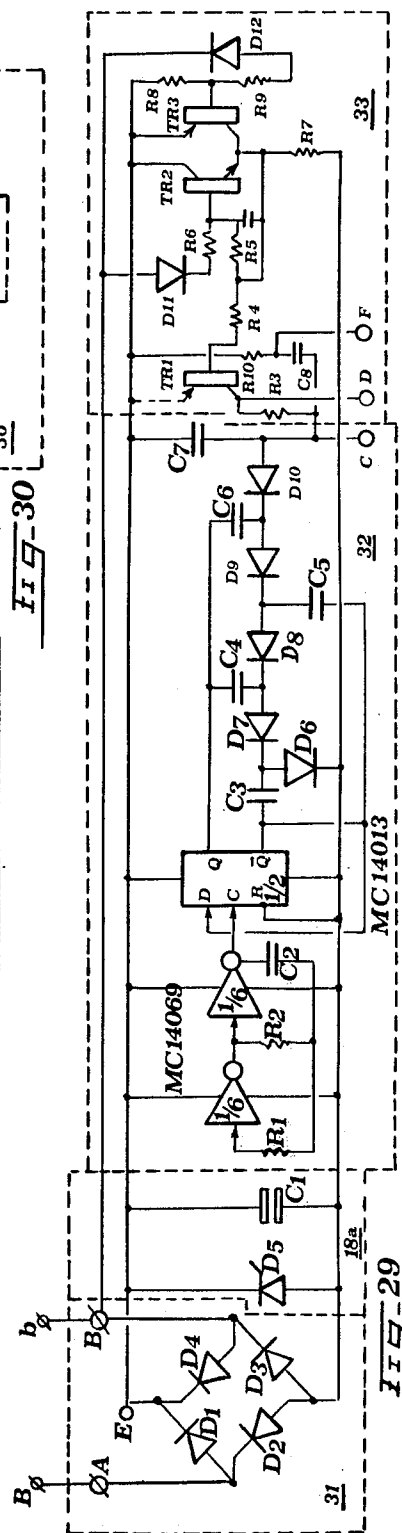 30
FIG-30
B
b
A
B
E
D1
D4
D2
D3
31
D5
C1
18a
FIG-29
MC14069
1/6
1/6
R1
R2
C2
D
Q
C
R
Q
1/2
MC14013
C3
D6
D7
C4
D8
C5
D9
C6
D10
C7
32
C
D
F
R3
C8
R10
TR1
R4
R5
R6
D11
TR2
TR3
R8
R9
D12
R7
33